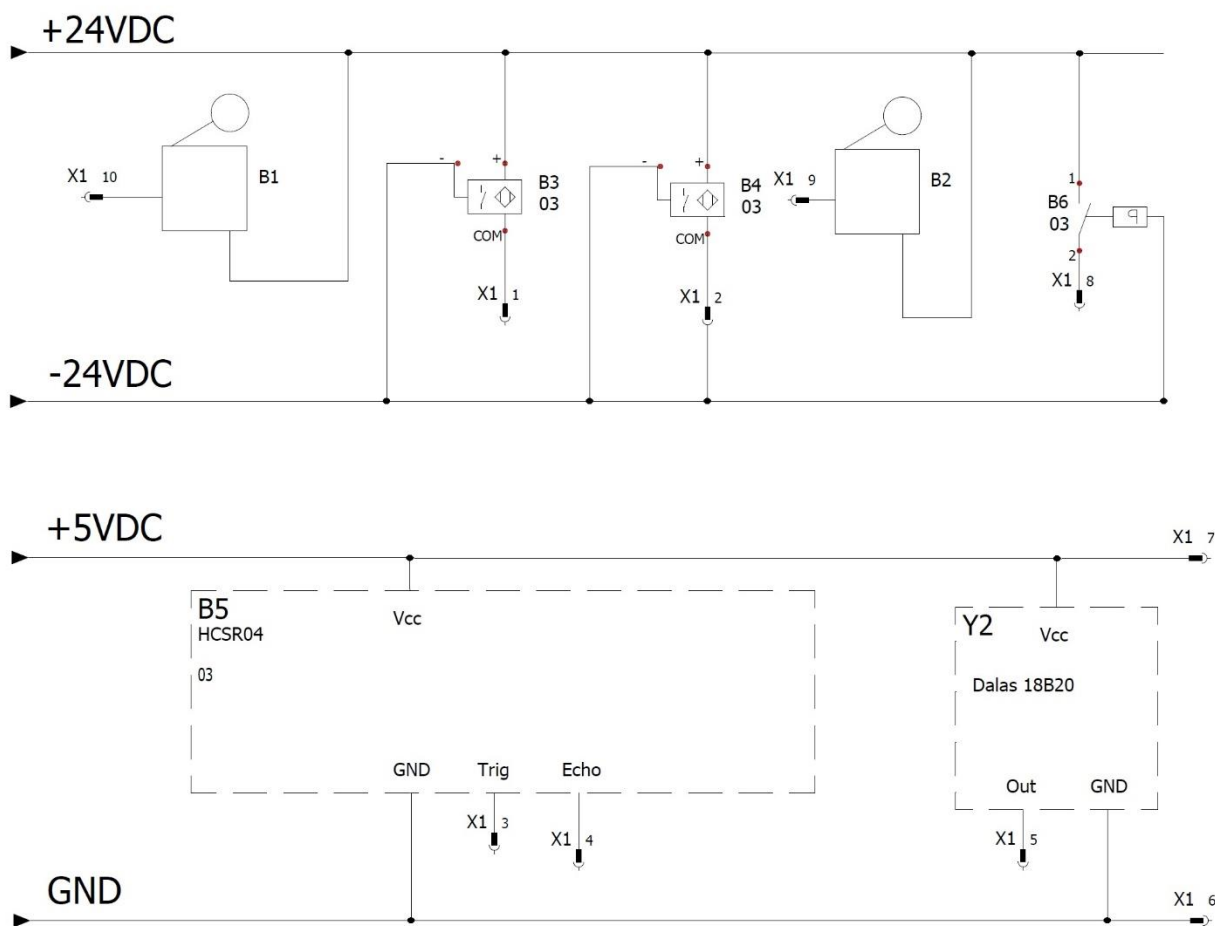 +24VDC
X1 10
B1
- +
B3
03
COM
X1 1
- +
B4
03
COM
X1 2
X1 9
B2
1
B6
03
2
X1 8
P
-24VDC
+5VDC
X1 7
B5
HCSR04
03
Vcc
GND Trig Echo
X1 3
X1 4
Y2
Vcc
Dalas 18B20
Out GND
X1 5
GND
X1 6